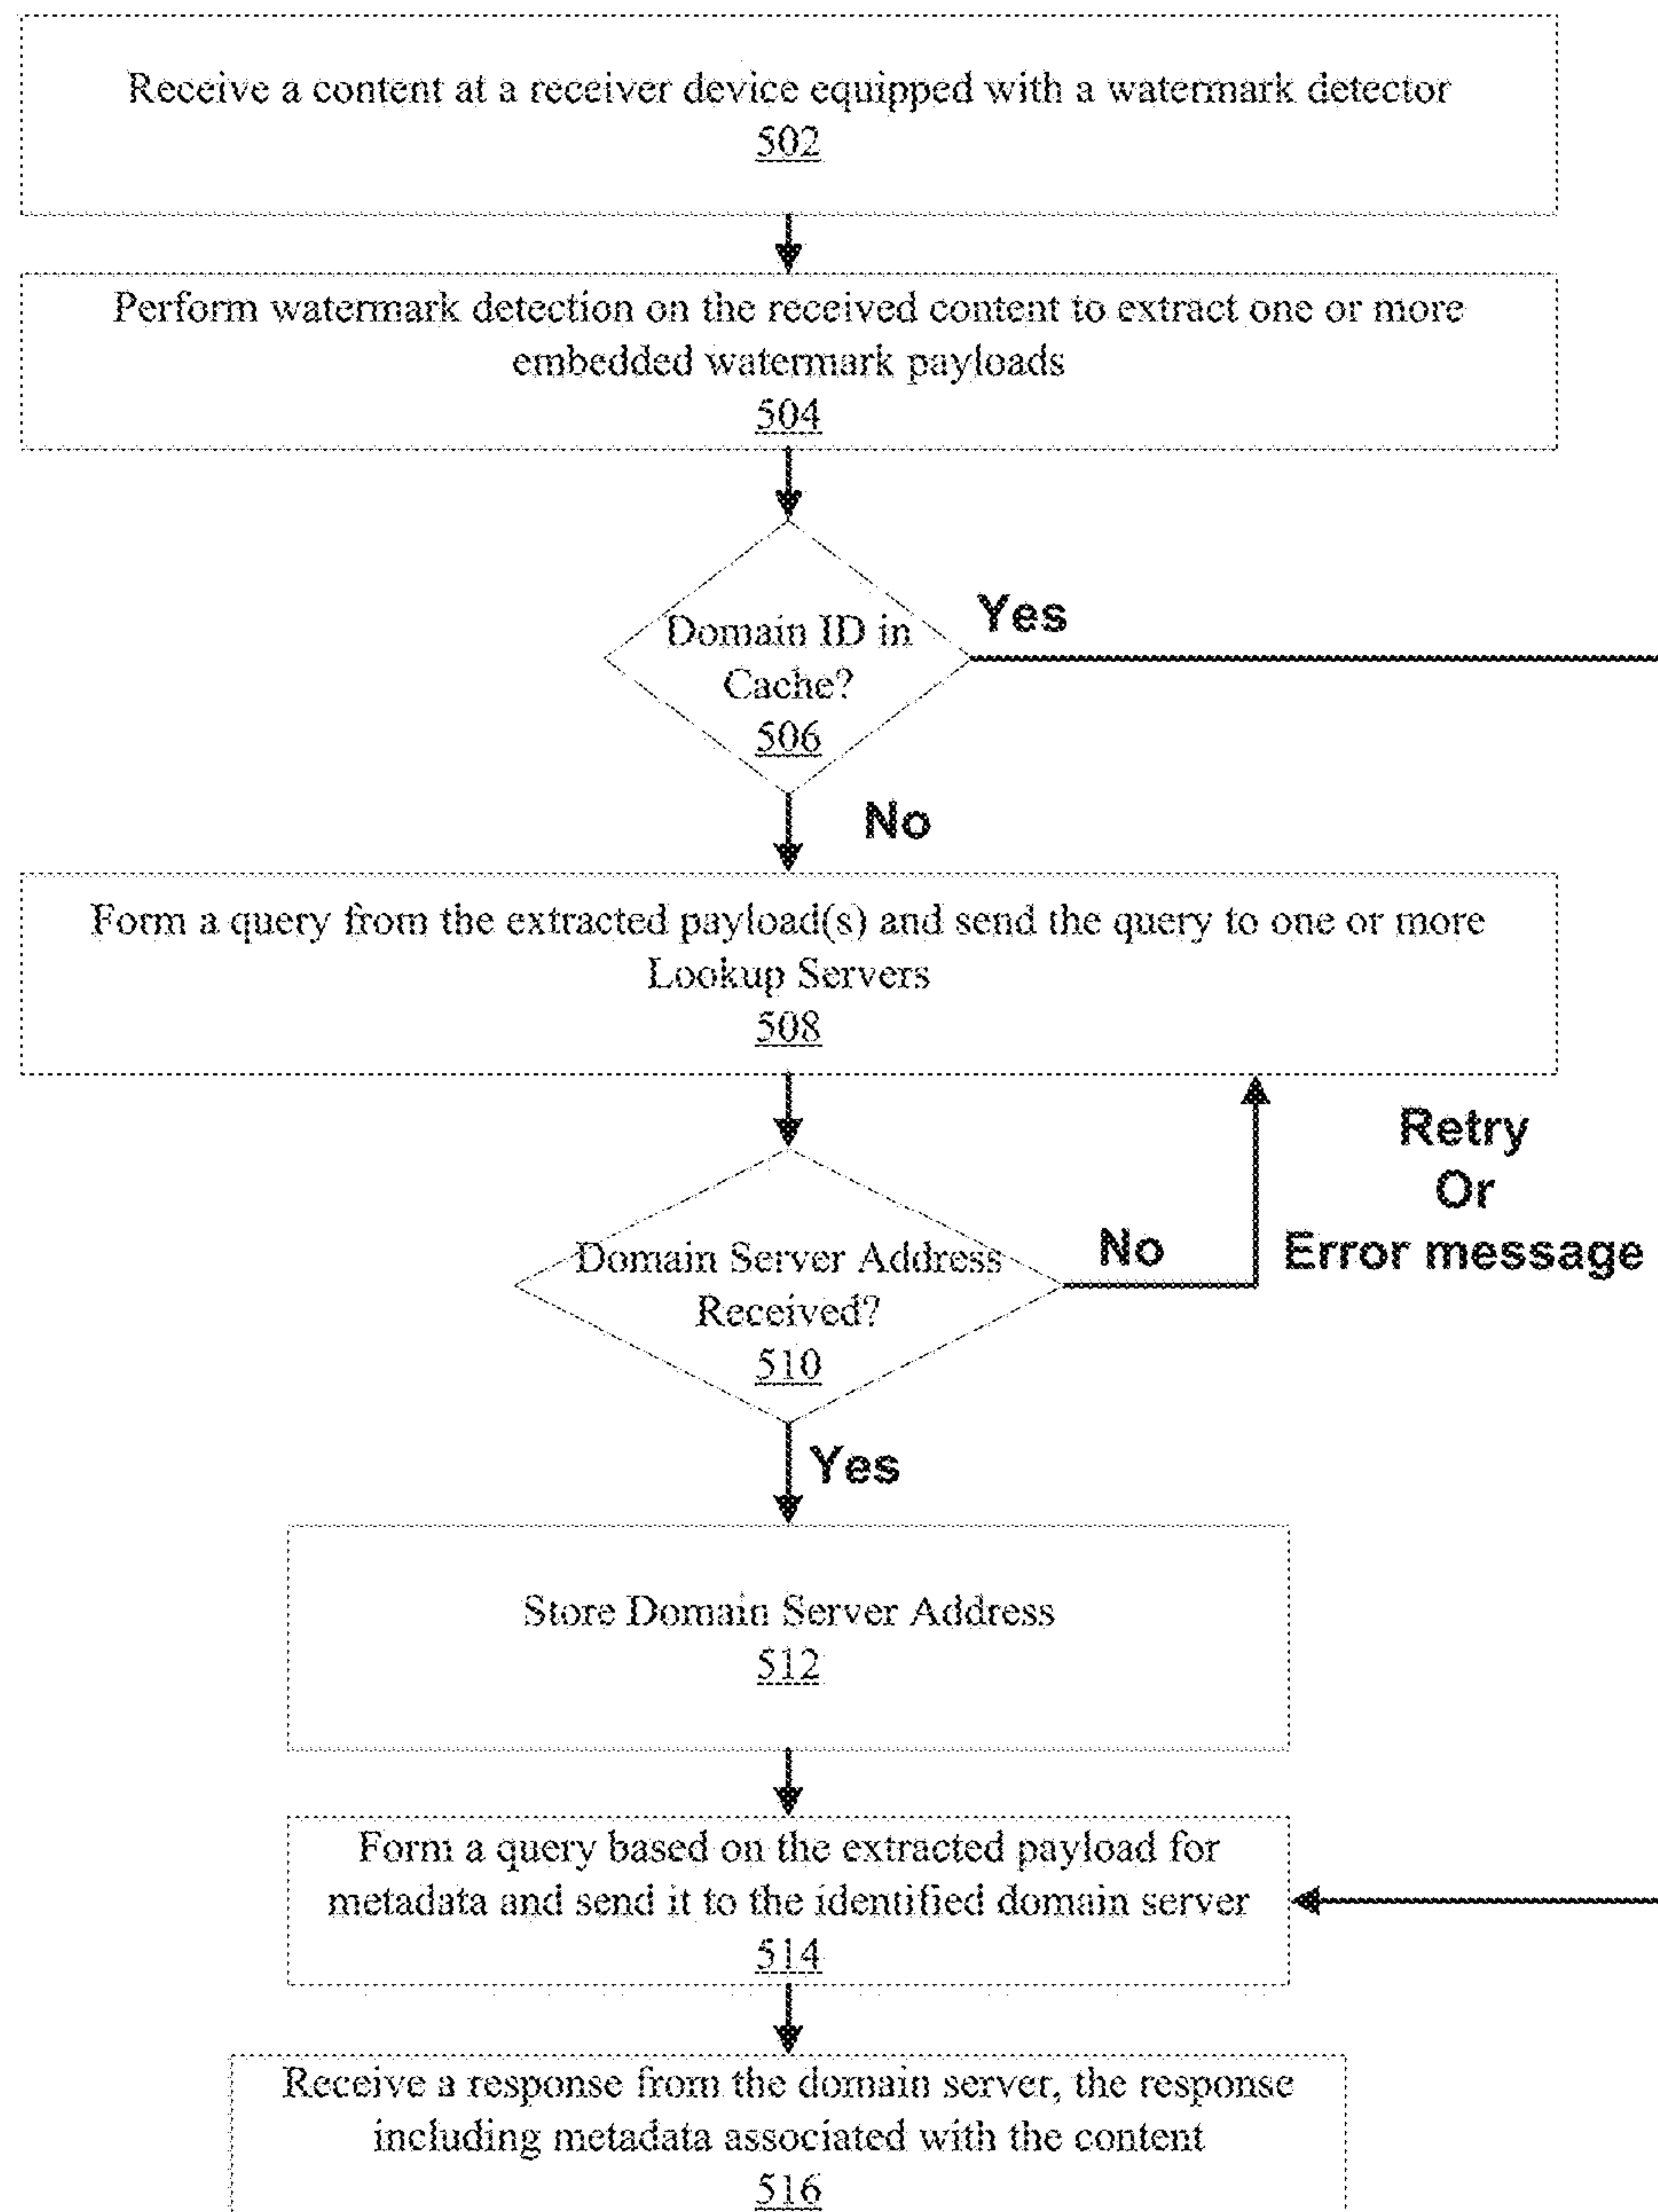 Receive a content at a receiver device equipped with a watermark detector
502
Perform watermark detection on the received content to extract one or more
embedded watermark payloads
504
Domain ID in
Cache?
506
Yes
No
Form a query from the extracted payload(s) and send the query to one or more
Lookup Servers
508
Domain Server Address
Received?
510
No
Retry
Or
Error message
Yes
Store Domain Server Address
512
Form a query based on the extracted payload for
metadata and send it to the identified domain server
514
Receive a response from the domain server, the response
including metadata associated with the content
516